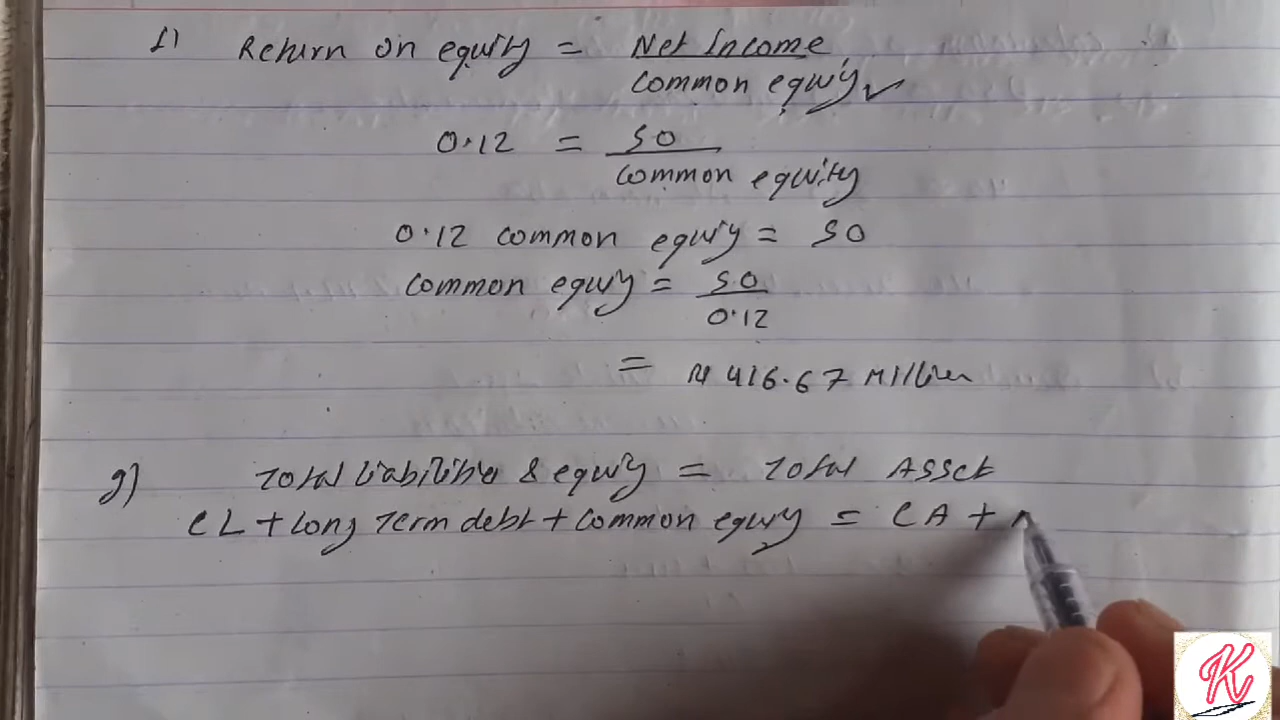 f) Return on equity = Net Income
Common equity ✓
0.12 = 50
Common equity
0.12 common equity = 50
Common equity = 50
0.12
= Rs 416.67 Million
g) Total liabilities & equity = Total Asset
CL + Long Term debt + Common equity = CA +
K